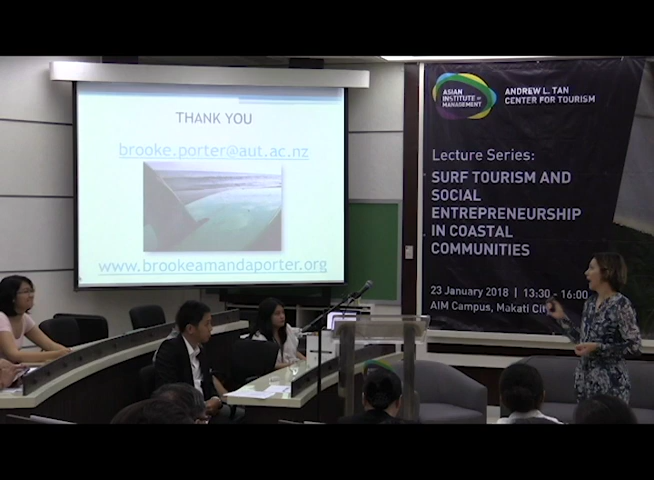 THANK YOU
brooke.porter@aut.ac.nz
www.brookeamandaporter.org
ASIAN
INSTITUTE OF
MANAGEMENT
ANDREW L. TAN
CENTER FOR TOURISM
Lecture Series:
SURF TOURISM AND
SOCIAL
ENTREPRENEURSHIP
IN COASTAL
COMMUNITIES
23 January 2018 | 13:30 - 16:00
AIM Campus, Makati